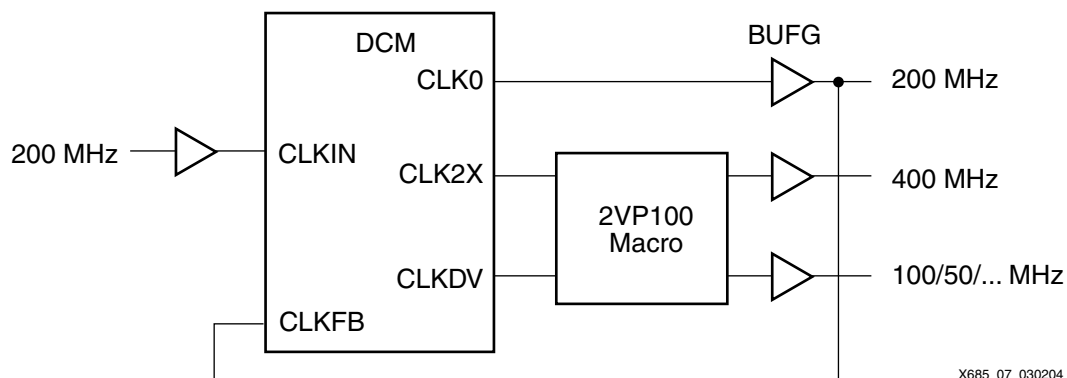 DCM
BUFG
CLK0
200 MHz
200 MHz
CLKIN
CLK2X
2VP100
Macro
400 MHz
CLKDV
100/50/... MHz
CLKFB
X685_07_030204